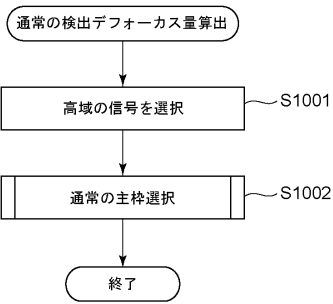 通常の検出デフォーカス量算出
高域の信号を選択
S1001
通常の主枠選択
S1002
終了